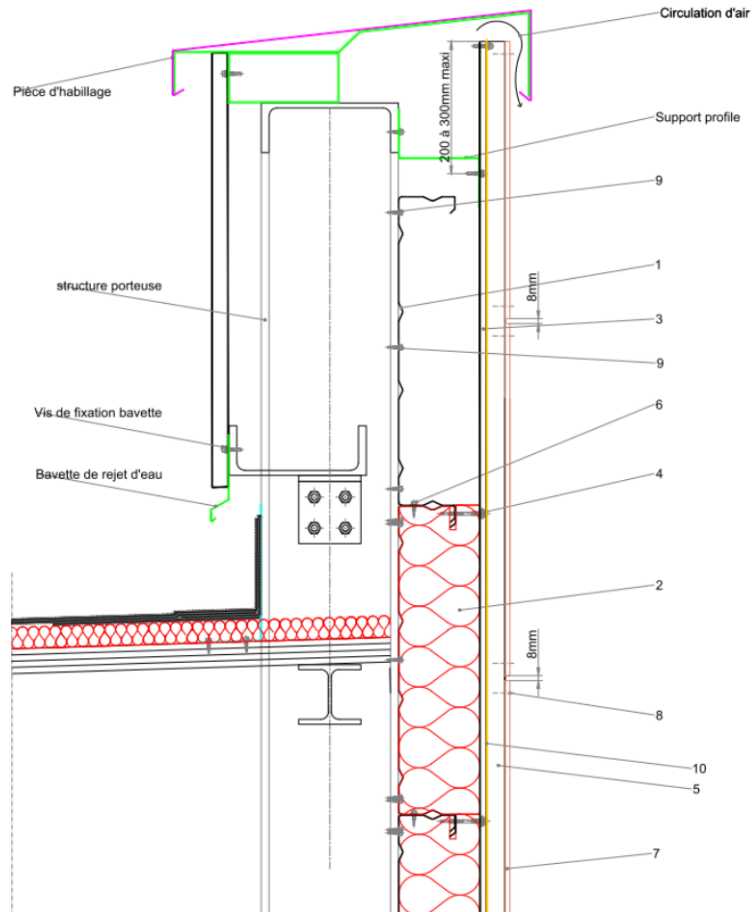 Circulation d'air
Pièce d'habillage
200 à 300mm maxi
Support profile
9
1
structure porteuse
8mm
3
9
Vis de fixation bavette
6
Bavette de rejet d'eau
4
2
8mm
8
10
5
7